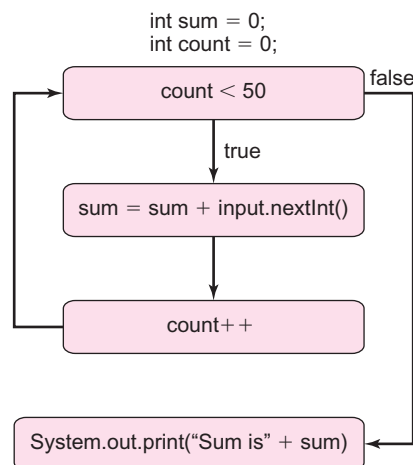 int sum = 0;
int count = 0;
count < 50
false
true
sum = sum + input.nextInt()
count++
System.out.print(“Sum is” + sum)